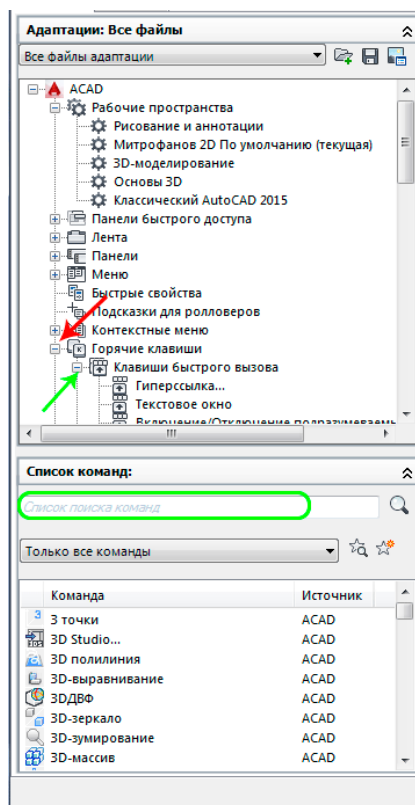 Адаптации: Все файлы
Все файлы адаптации
ACAD
Рабочие пространства
Рисование и аннотации
Митрофанов 2D По умолчанию (текущая)
3D-моделирование
Основы 3D
Классический AutoCAD 2015
Панели быстрого доступа
Лента
Панели
Меню
Быстрые свойства
Подсказки для ролловеров
Контекстные меню
Горячие клавиши
Клавиши быстрого вызова
Гиперссылка...
Текстовое окно
Включение/Отключение подразумеваемь
Список команд:
Список поиска команд
Только все команды
Команда Источник
3 точки ACAD
3D Studio... ACAD
3D полилиния ACAD
3D-выравнивание ACAD
3ДДВФ ACAD
3D-зеркало ACAD
3D-зумирование ACAD
3D-массив ACAD